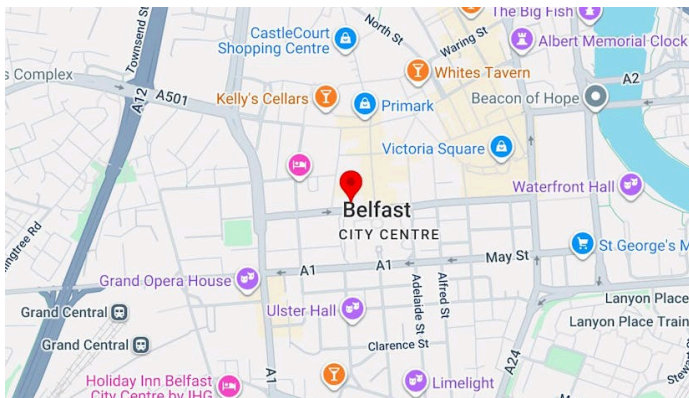 The Big Fish
CastleCourt
Shopping Centre
North St
Waring St
Albert Memorial Clock
Townsend St
s Complex
A501
A12
Whites Tavern
A2
Kelly's Cellars
Primark
Beacon of Hope
Victoria Square
Waterfront Hall
Belfast
CITY CENTRE
St George's M
May St
A1
A1
Grand Opera House
Adelaide St
Alfred St
Ulster Hall
Grand Central
Lanyon Place
Lanyon Place Train
Clarence St
Grand Central
A24
A1
Holiday Inn Belfast
City Centre by IHG
Limelight